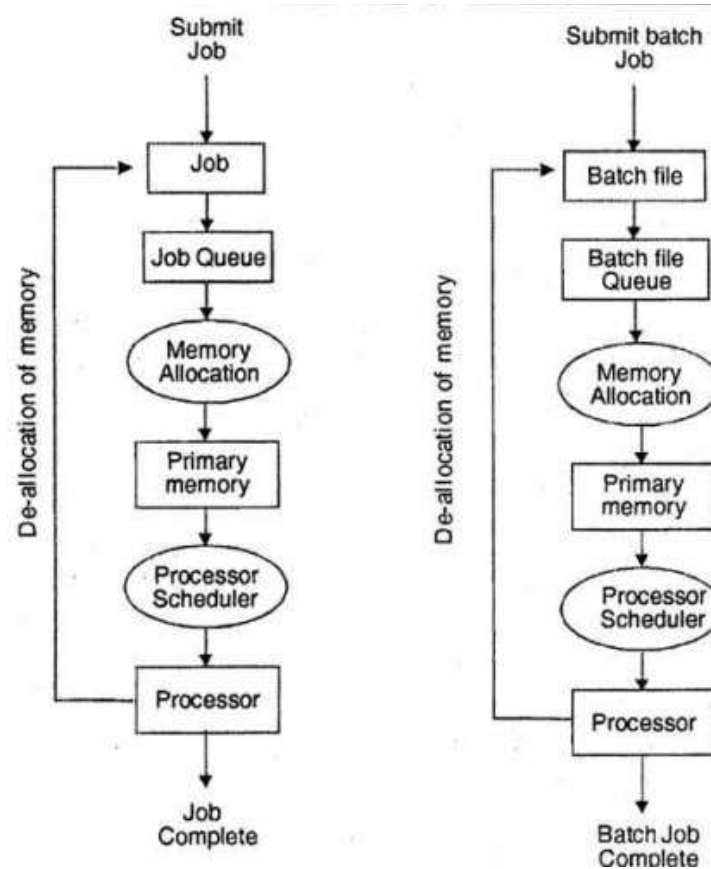 Submit
Job
Job
Job Queue
Memory
Allocation
Primary
memory
Processor
Scheduler
Processor
Job
Complete
De-allocation of memory
Submit batch
Job
Batch file
Batch file
Queue
Memory
Allocation
Primary
memory
Processor
Scheduler
Processor
Batch Job
Complete
De-allocation of memory